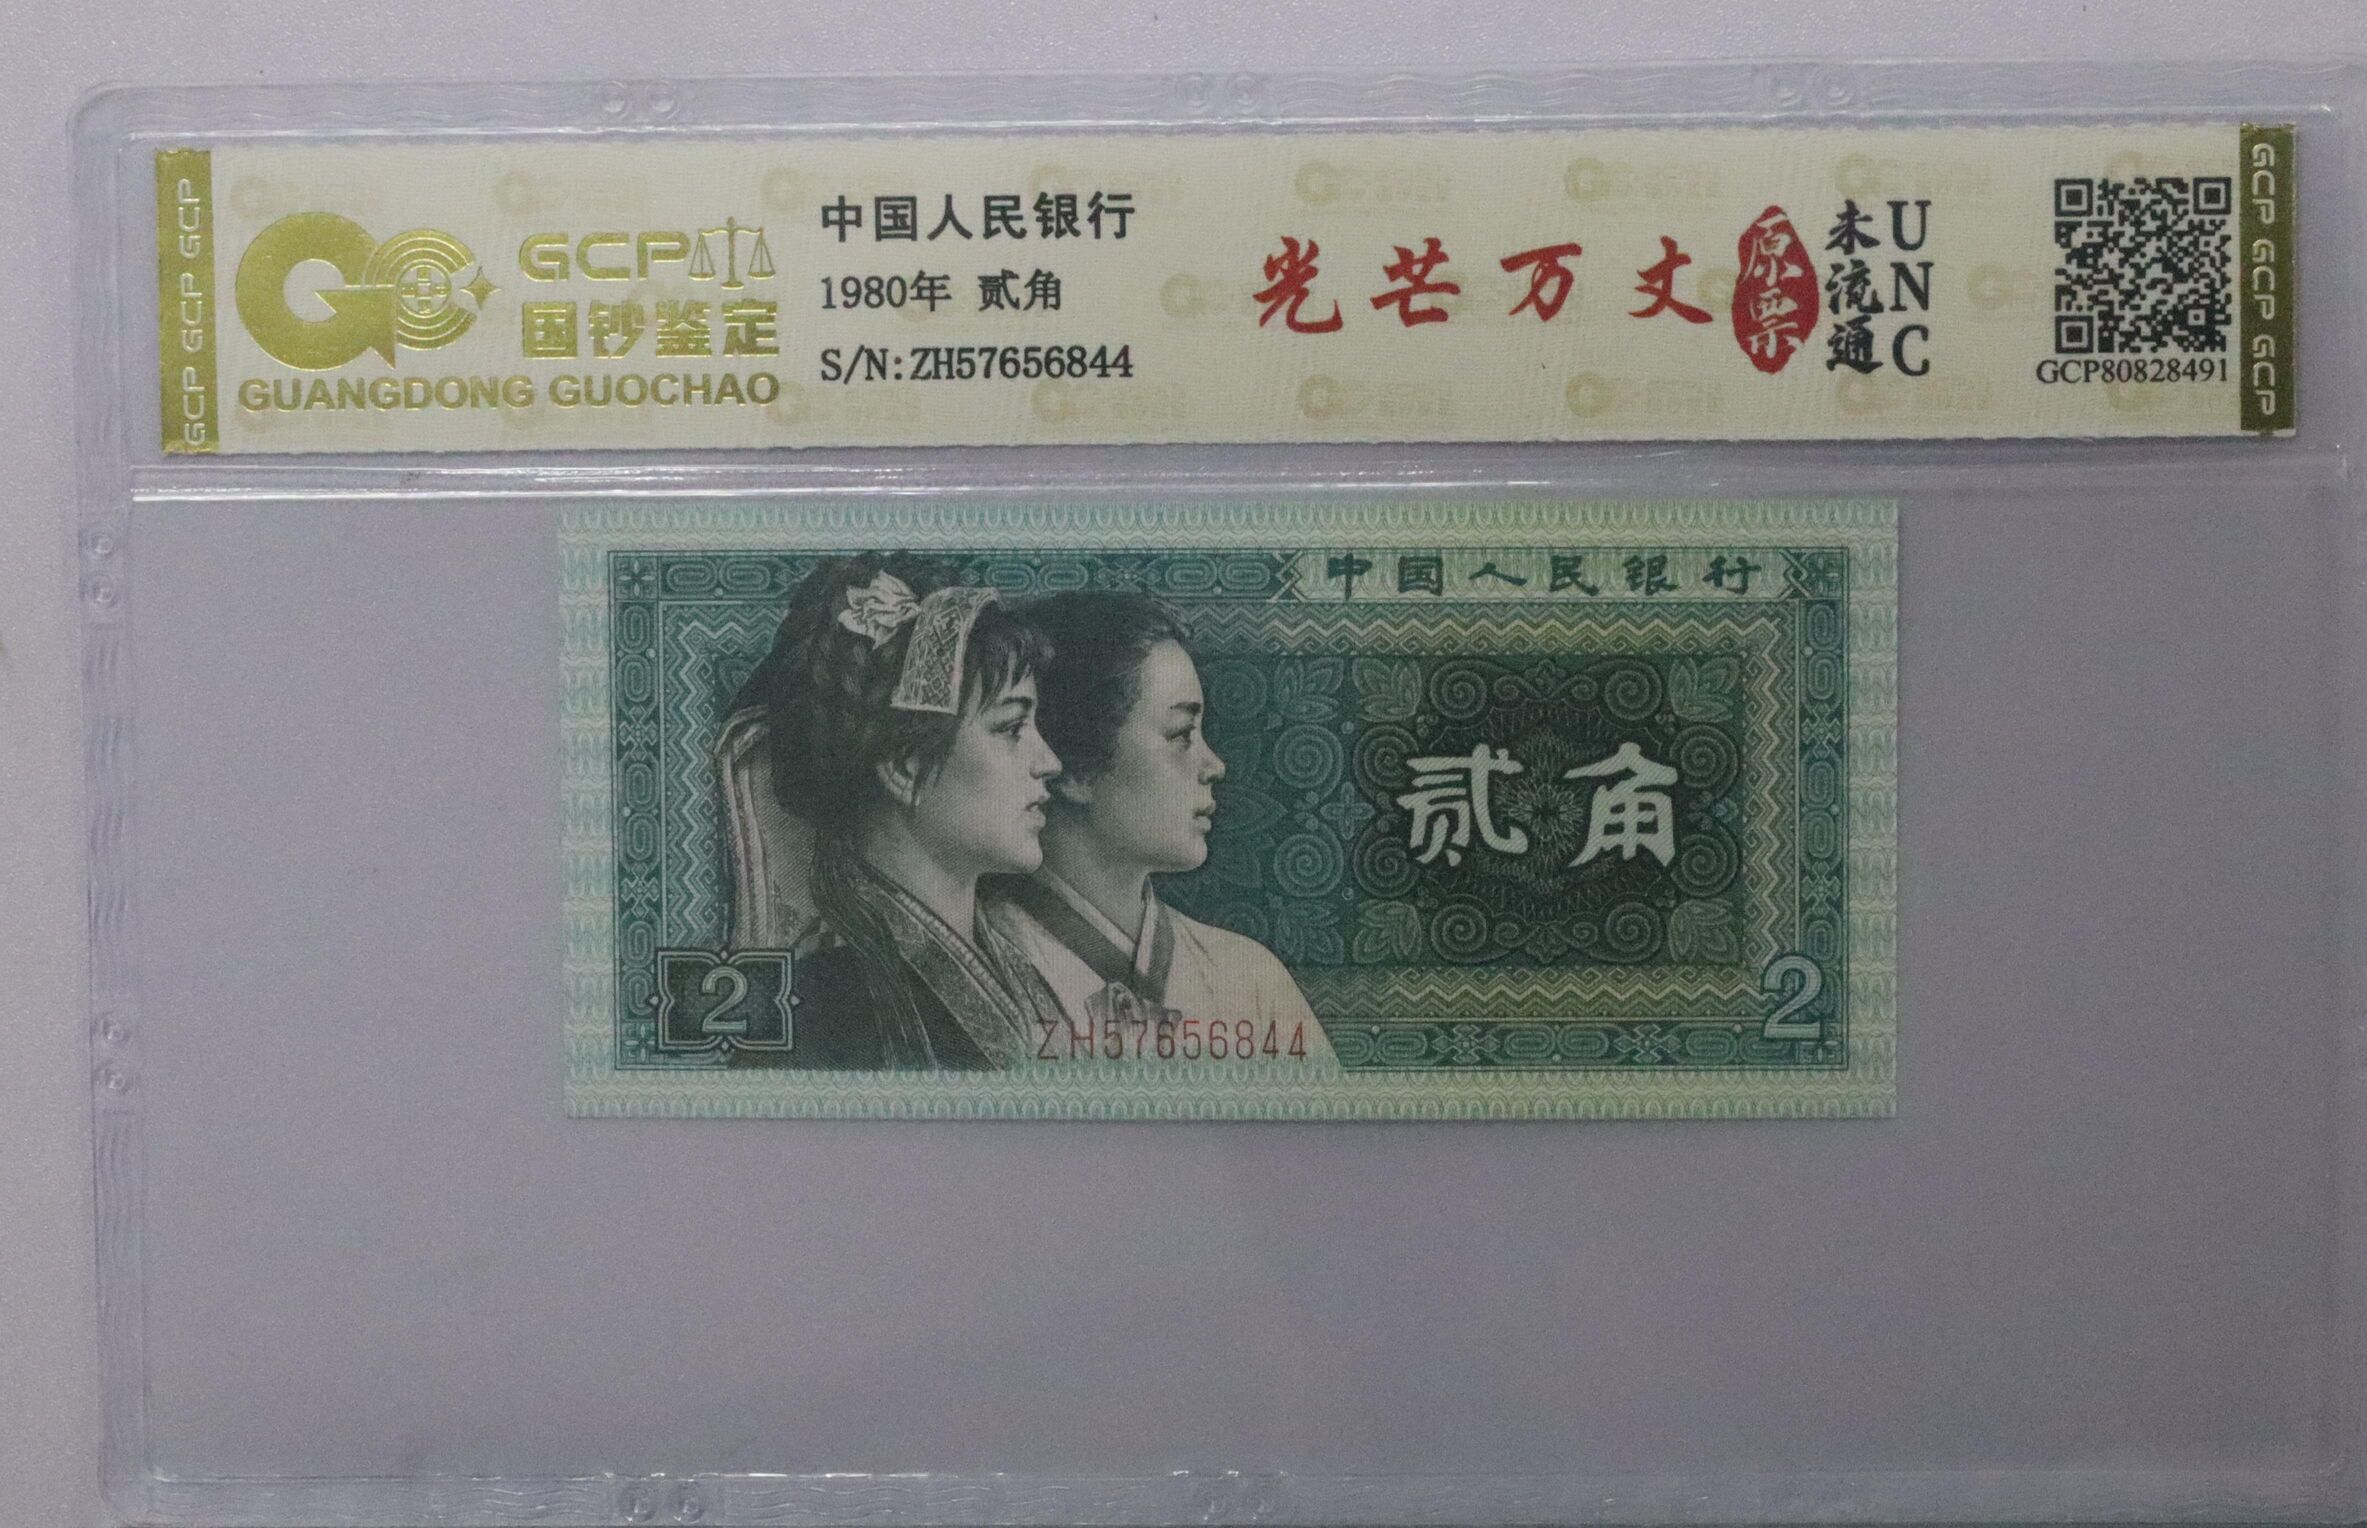 GCP GCP GCP
GCP
国钞鉴定
GUANGDONG GUOCHAO
中国人民银行
1980年 贰角
S/N:ZH57656844
光芒万丈
原票
未流通
UNC
GCP80828491
GCP GCP GCP
中国人民银行
贰角
2
ZH57656844
2